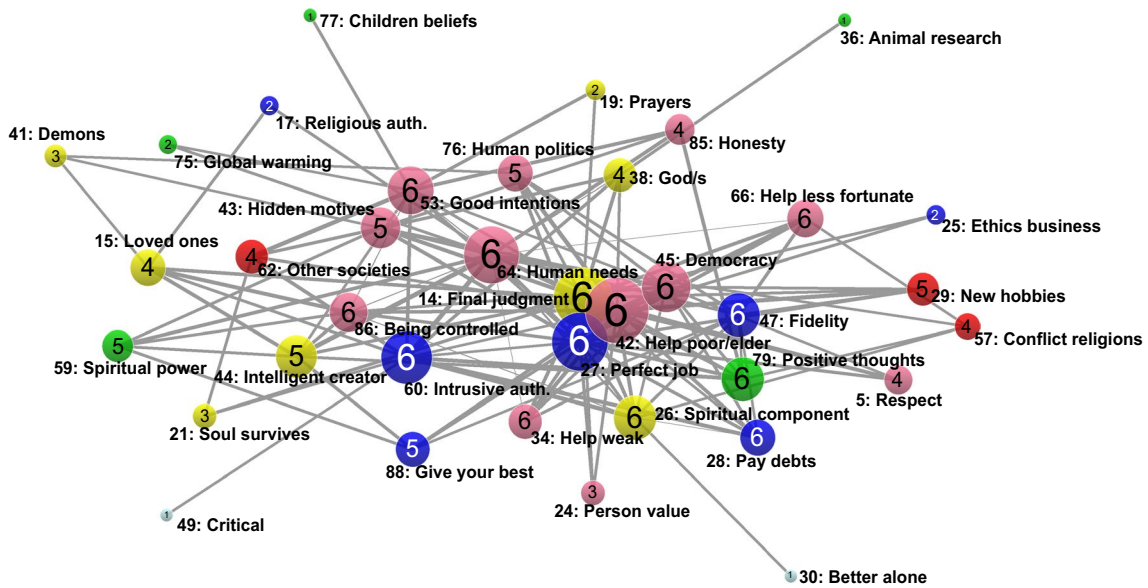 1
77: Children beliefs
1
36: Animal research
2
19: Prayers
2
17: Religious auth.
41: Demons
3
2
75: Global warming
76: Human politics
5
4
85: Honesty
4
38: God/s
6
53: Good intentions
66: Help less fortunate
6
2
25: Ethics business
43: Hidden motives
5
15: Loved ones
4
4
62: Other societies
6
64: Human needs
45: Democracy
6
5
29: New hobbies
14: Final judgment
6
6
42: Help poor/elder
6
47: Fidelity
4
57: Conflict religions
6
86: Being controlled
5
59: Spiritual power
5
44: Intelligent creator
6
60: Intrusive auth.
6
27: Perfect job
79: Positive thoughts
6
4
5: Respect
3
21: Soul survives
6
34: Help weak
6
26: Spiritual component
6
28: Pay debts
5
88: Give your best
3
24: Person value
1
49: Critical
1
30: Better alone